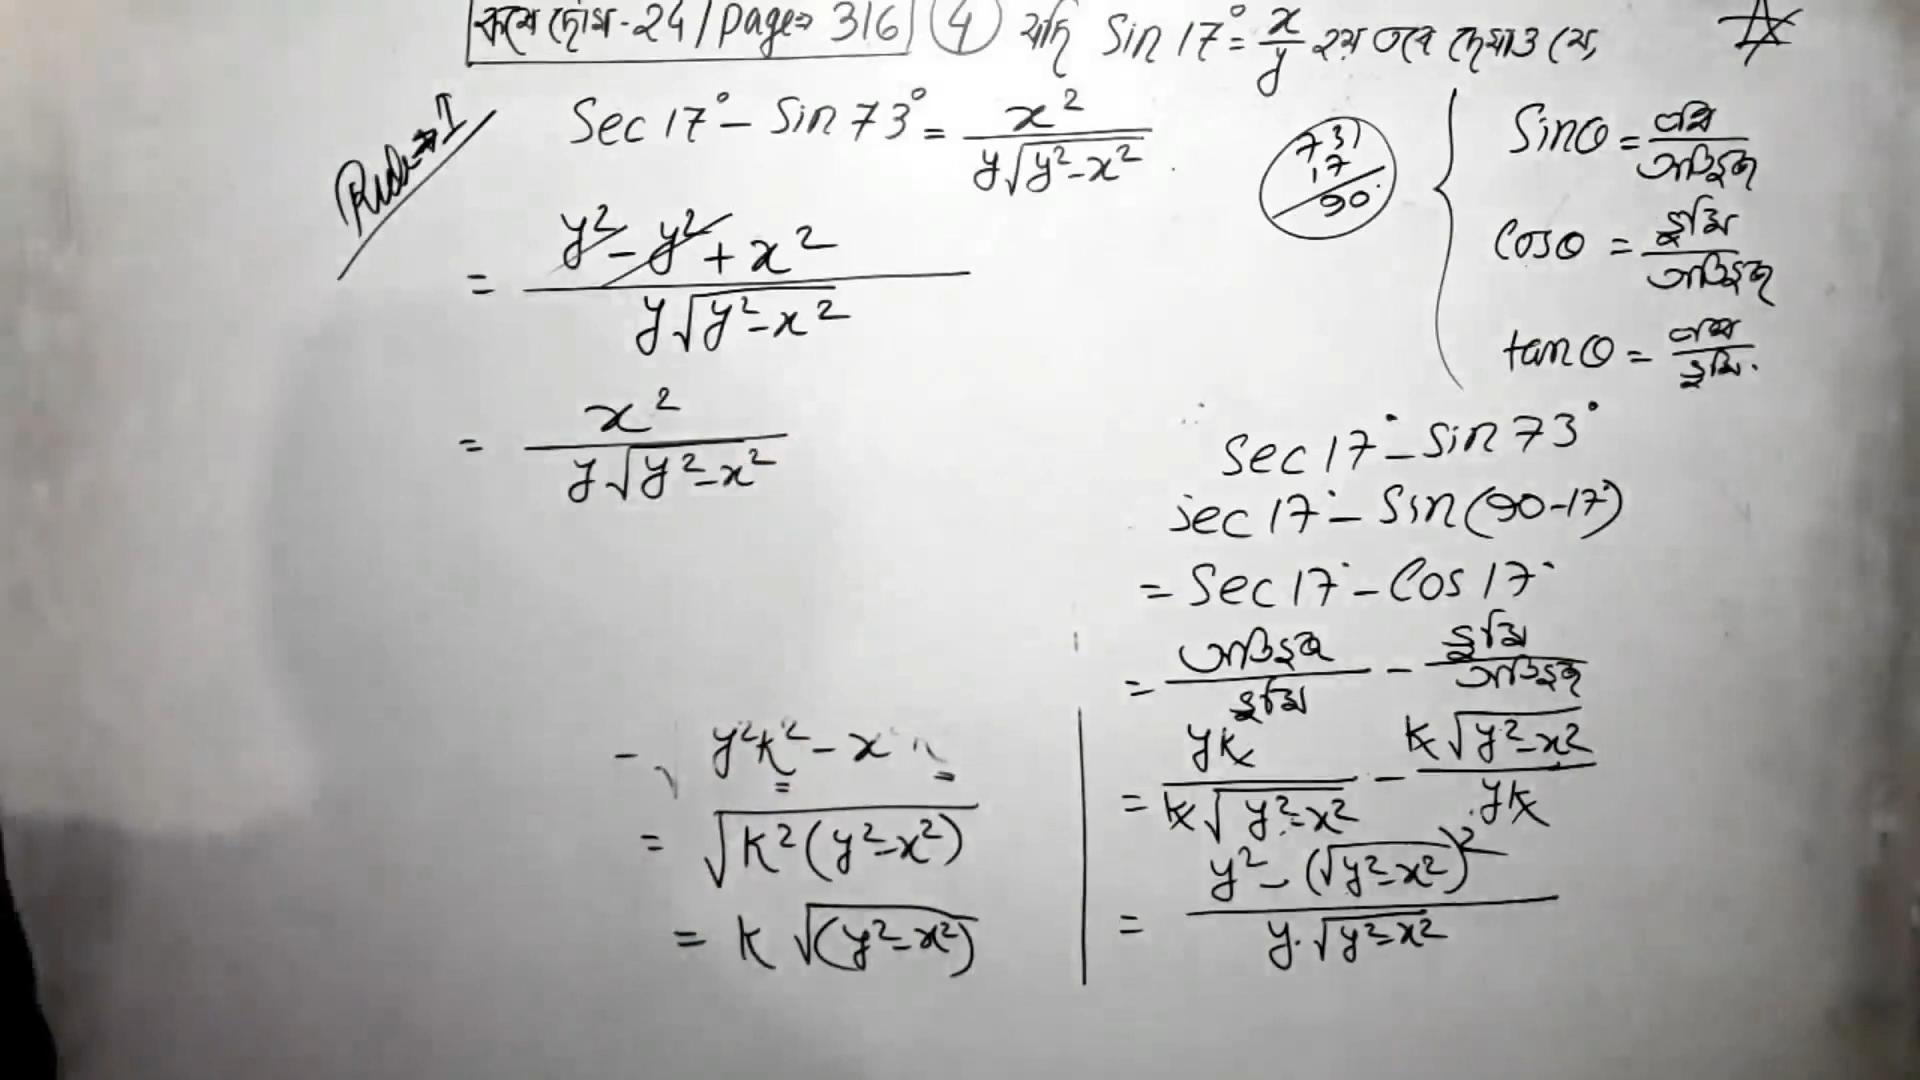 কষে দেখি-24 / page⇒ 316 ④ যদি Sin 17° = x/y হয় তবে দেখাও যে,
Sec 17° - Sin 73° = x²/(y√(y²-x²))
Rule→I
= (y² - y² + x²)/(y√(y²-x²))
= x²/(y√(y²-x²))
73
17
90
Sinθ = লম্ব/অতিভুজ
Cosθ = ভূমি/অতিভুজ
tanθ = লম্ব/ভূমি.
y²k² - x
= √(k²(y²-x²))
= k√(y²-x²)
Sec 17° - Sin 73°
Sec 17° - Sin(90-17°)
= Sec 17° - Cos 17°
= অতিভুজ/ভূমি - ভূমি/অতিভুজ
= yk/(k√(y²-x²)) - k√(y²-x²)/yk
= (y² - (√(y²-x²))²)/(y.√(y²-x²))